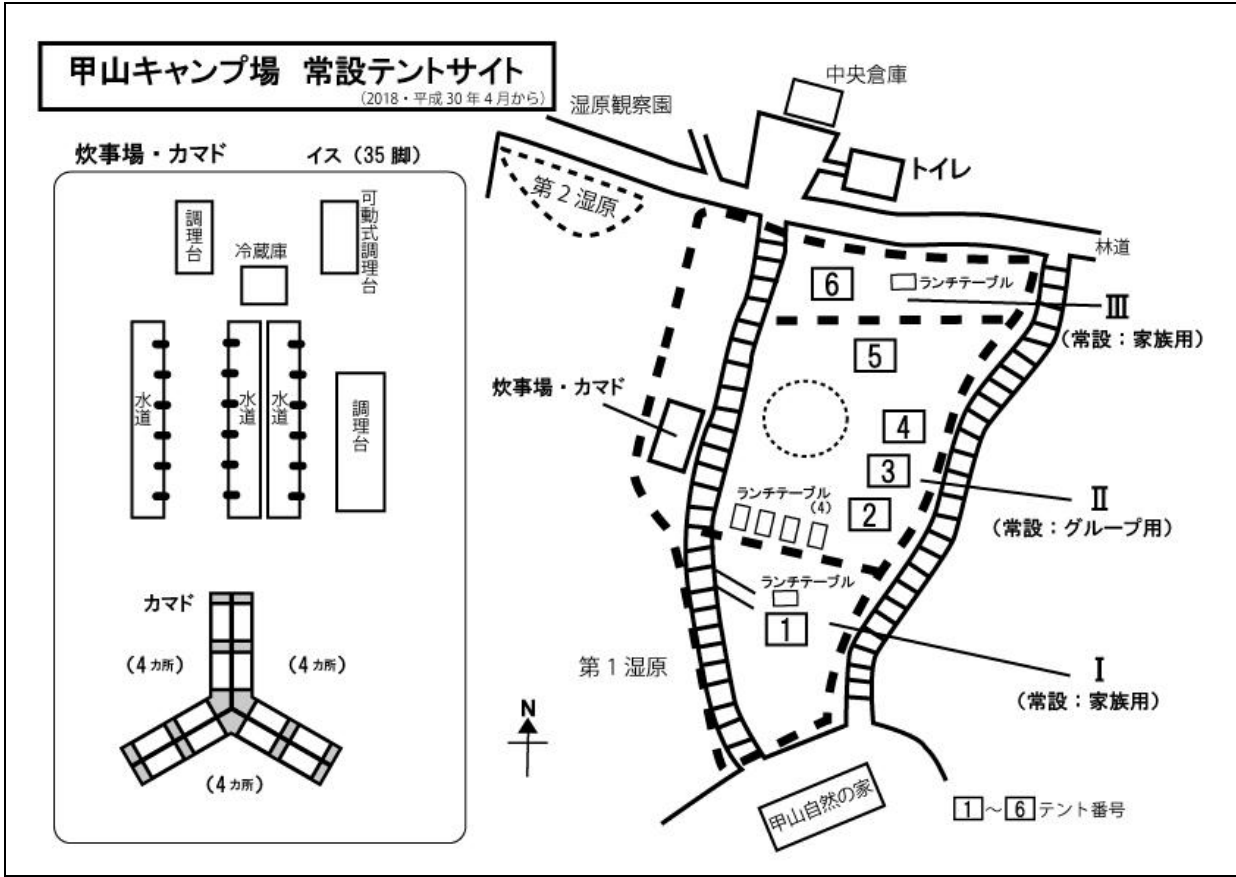 甲山キャンプ場 常設テントサイト
(2018・平成30年4月から)
炊事場・カマド
イス（35脚）
調理台
可動式調理台
冷蔵庫
水道
水道
水道
調理台
カマド
(4カ所)
(4カ所)
(4カ所)
中央倉庫
湿原観察園
トイレ
第2湿原
林道
6
ランチテーブル
Ⅲ
(常設：家族用)
5
炊事場・カマド
4
3
ランチテーブル
(4)
2
Ⅱ
(常設：グループ用)
ランチテーブル
1
第1湿原
Ⅰ
(常設：家族用)
N
甲山自然の家
1～6テント番号